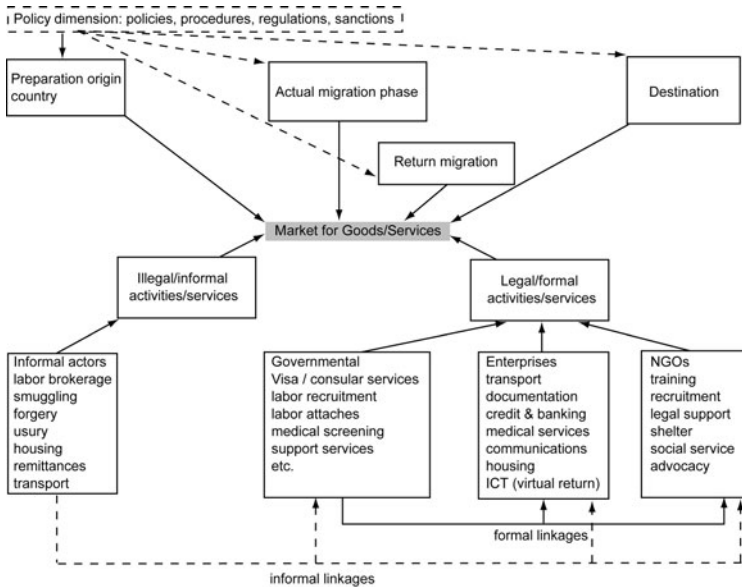 Policy dimension: policies, procedures, regulations, sanctions
Preparation origin
country
Actual migration phase
Destination
Return migration
Market for Goods/Services
Illegal/informal
activities/services
Legal/formal
activities/services
Informal actors
labor brokerage
smuggling
forgery
usury
housing
remittances
transport
Governmental
Visa / consular services
labor recruitment
labor attaches
medical screening
support services
etc.
Enterprises
transport
documentation
credit & banking
medical services
communications
housing
ICT (virtual return)
NGOs
training
recruitment
legal support
shelter
social service
advocacy
formal linkages
informal linkages